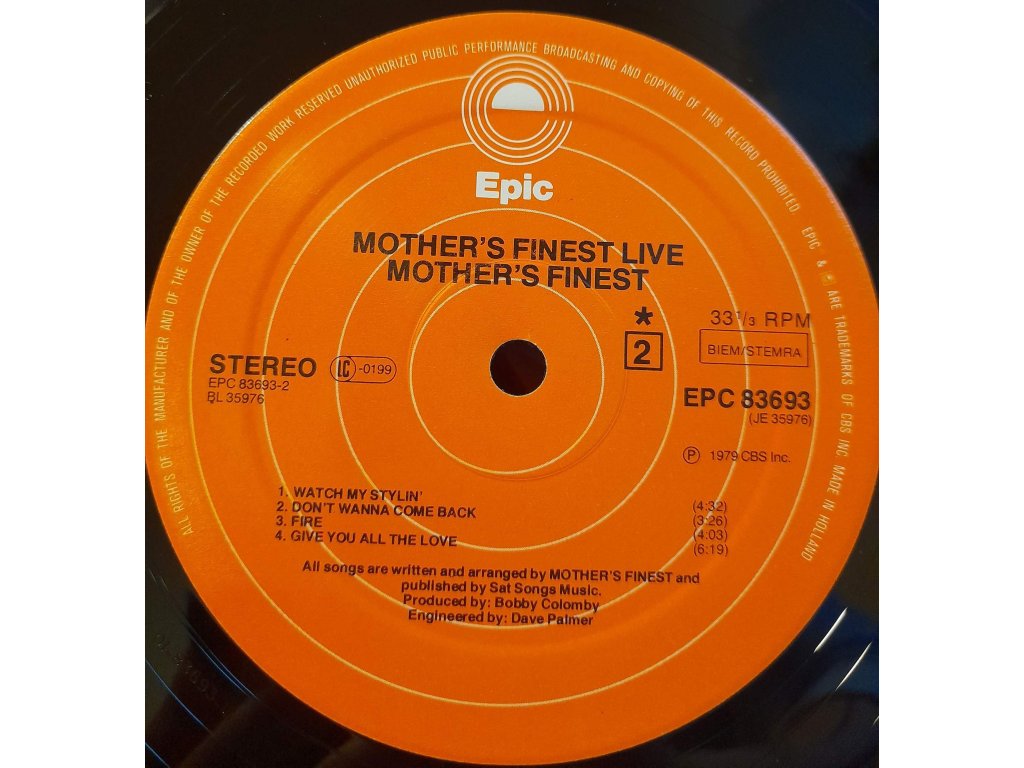 ALL RIGHTS OF THE MANUFACTURER AND OF THE OWNER OF THE RECORDED WORK RESERVED UNAUTHORIZED PUBLIC PERFORMANCE BROADCASTING AND COPYING OF THIS RECORD PROHIBITED. EPIC & ARE TRADEMARKS OF CBS INC. MADE IN HOLLAND
Epic
MOTHER'S FINEST LIVE
MOTHER'S FINEST
*
33 1/3 RPM
2
BIEM/STEMRA
STEREO
LC -0199
EPC 83693-2
BL 35976
EPC 83693
(JE 35976)
Ⓟ 1979 CBS Inc.
1. WATCH MY STYLIN' (4:32)
2. DON'T WANNA COME BACK (3:26)
3. FIRE (4:03)
4. GIVE YOU ALL THE LOVE (6:19)
All songs are written and arranged by MOTHER'S FINEST and
published by Sat Songs Music.
Produced by: Bobby Colomby
Engineered by: Dave Palmer